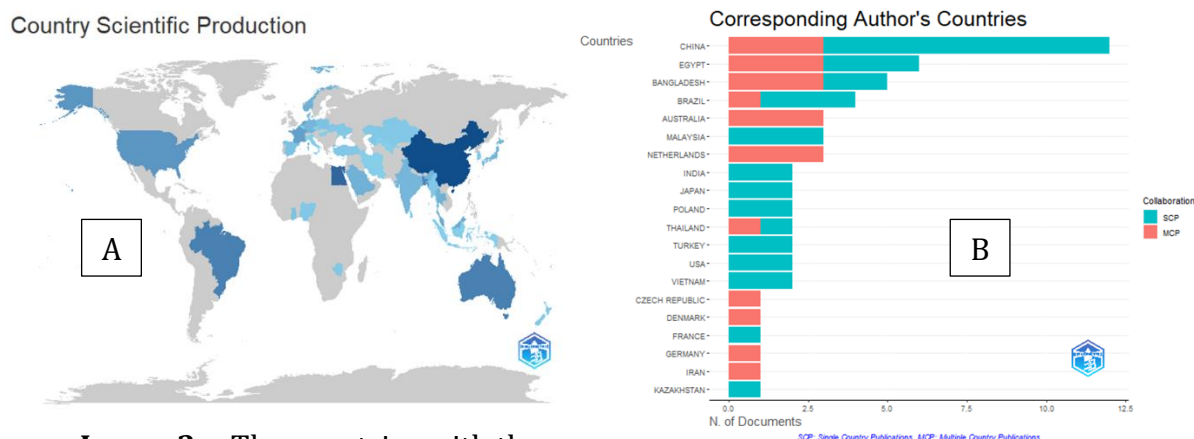 Country Scientific Production
A
Corresponding Author's Countries
Countries
CHINA
EGYPT
BANGLADESH
BRAZIL
AUSTRALIA
MALAYSIA
NETHERLANDS
INDIA
JAPAN
POLAND
THAILAND
TURKEY
USA
VIETNAM
CZECH REPUBLIC
DENMARK
FRANCE
GERMANY
IRAN
KAZAKHSTAN
B
Collaboration
SCP
MCP
0.0 2.5 5.0 7.5 10.0 12.5
N. of Documents
SCP: Single Country Publications, MCP: Multiple Country Publications